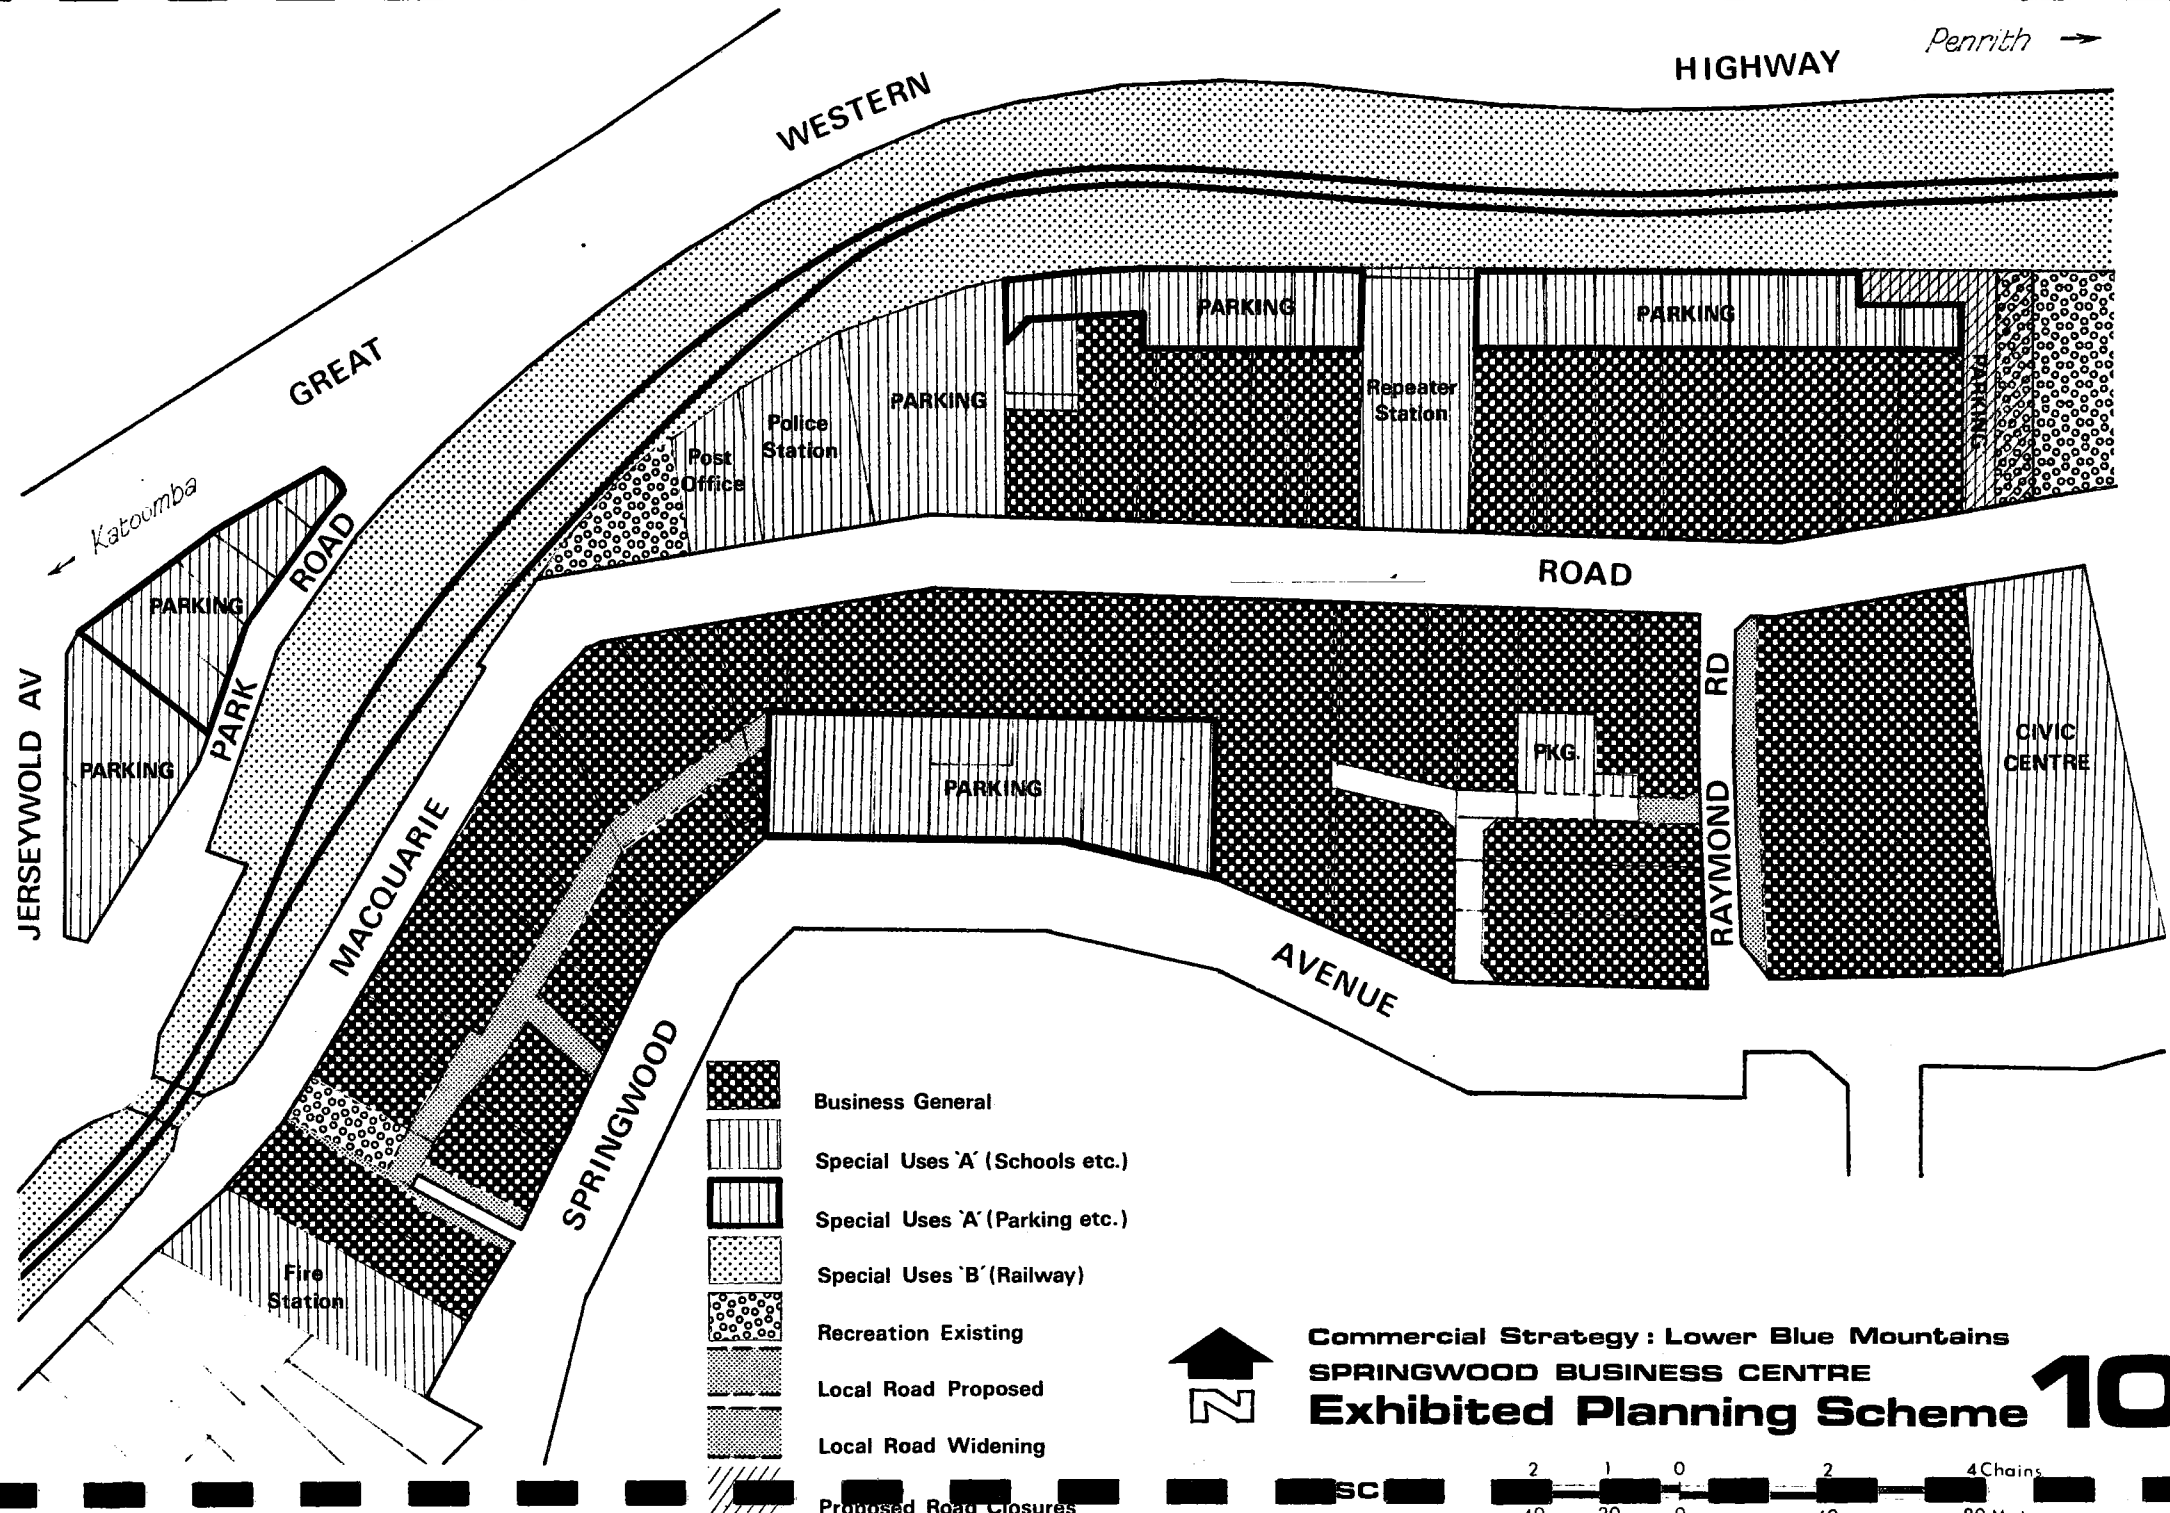 Penrith →
HIGHWAY
WESTERN
GREAT
← Katoomba
PARKING
PARKING
PARKING
Repeater
Station
PARKING
PARKING
Police
Station
Post
Office
ROAD
PARK
PARKING
PARKING
JERSEYWOLD AV
ROAD
MACQUARIE
RD
RAYMOND
CIVIC
CENTRE
PKG.
PARKING
AVENUE
SPRINGWOOD
Fire
Station
Business General
Special Uses 'A' (Schools etc.)
Special Uses 'A' (Parking etc.)
Special Uses 'B' (Railway)
Recreation Existing
Local Road Proposed
Local Road Widening
Proposed Road Closures
N
Commercial Strategy : Lower Blue Mountains
SPRINGWOOD BUSINESS CENTRE
Exhibited Planning Scheme 10
SC
2 1 0 2 4 Chains